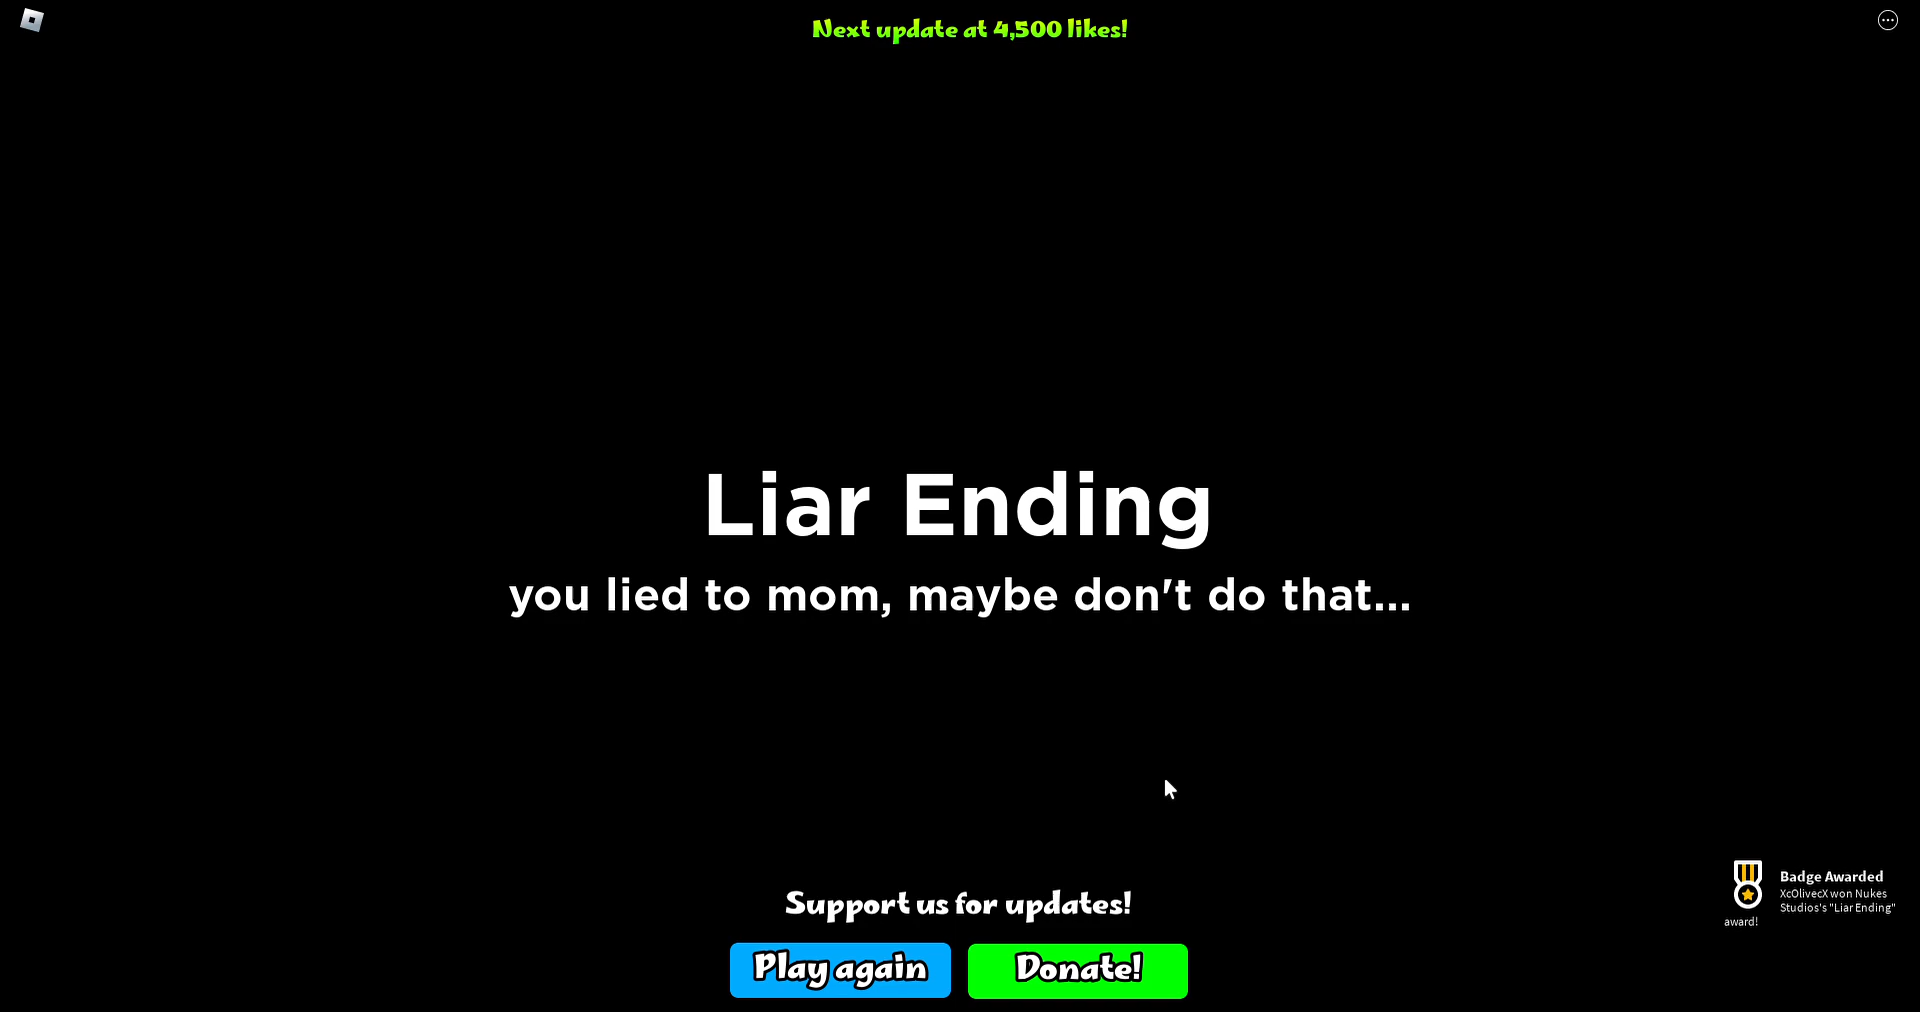 Next update at 4,500 likes!
Liar Ending
you lied to mom, maybe don't do that...
Support us for updates!
Play again
Donate!
Badge Awarded
XcOlivecX won Nukes
Studios's "Liar Ending"
award!